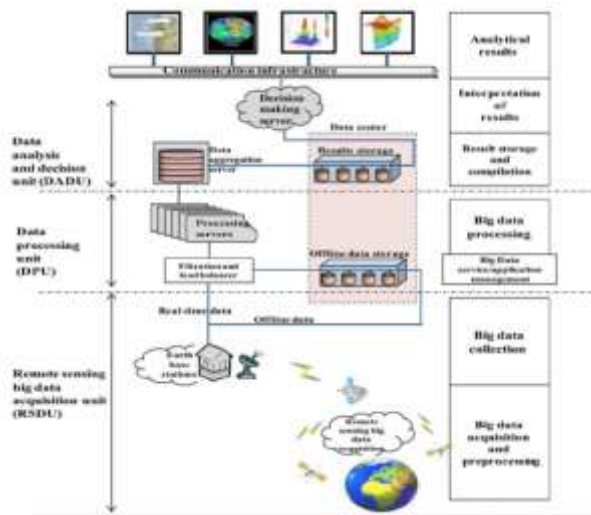 Analytical
results
Communication infrastructure
Decision
making server
Interpretation
of
results
Data center
Data
analysis
and decision
unit (DADU)
Data
aggregation
server
Results storage
Result storage
and
compilation
Data
processing
unit
(DPU)
Processing
servers
Big data
processing
Filtration and
load balancer
Offline data storage
Big Data
service/application
management
Real-time data
Offline data
Big data
collection
Earth
base
stations
Remote sensing
big data
acquisition unit
(RSDU)
Remote
sensing big
data
Big data
acquisition
and
preprocessing